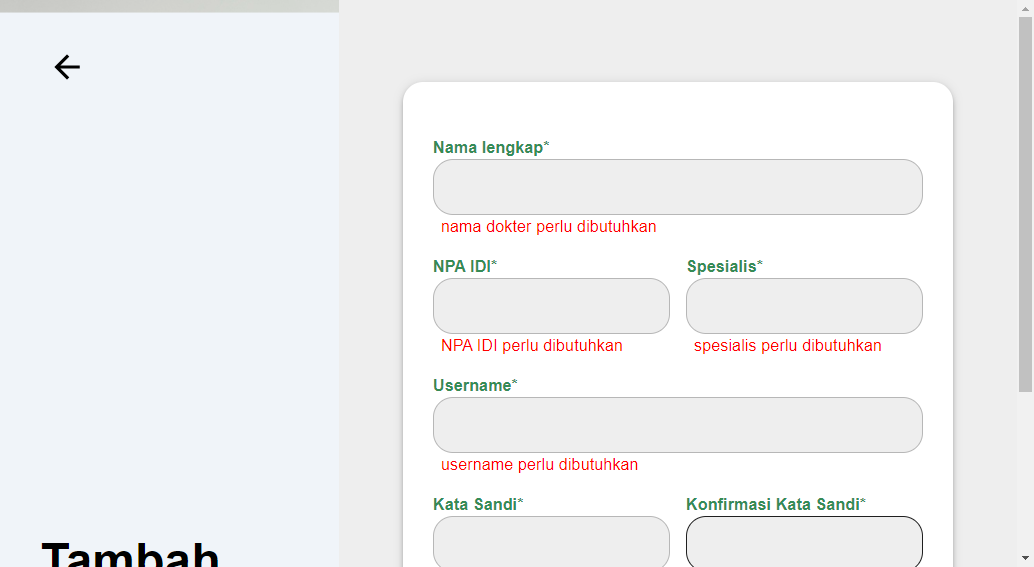 Nama lengkap*
nama dokter perlu dibutuhkan
NPA IDI*
Spesialis*
NPA IDI perlu dibutuhkan
spesialis perlu dibutuhkan
Username*
username perlu dibutuhkan
Kata Sandi*
Konfirmasi Kata Sandi*
Tambah